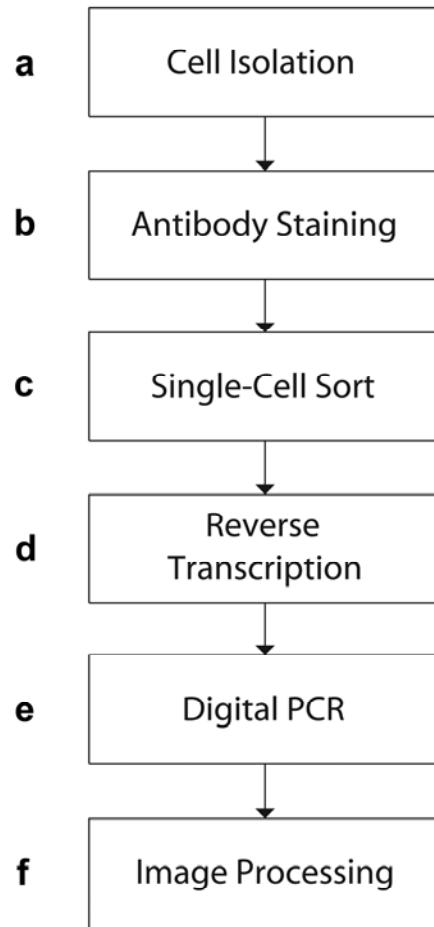 a Cell Isolation
b Antibody Staining
c Single-Cell Sort
d Reverse
Transcription
e Digital PCR
f Image Processing